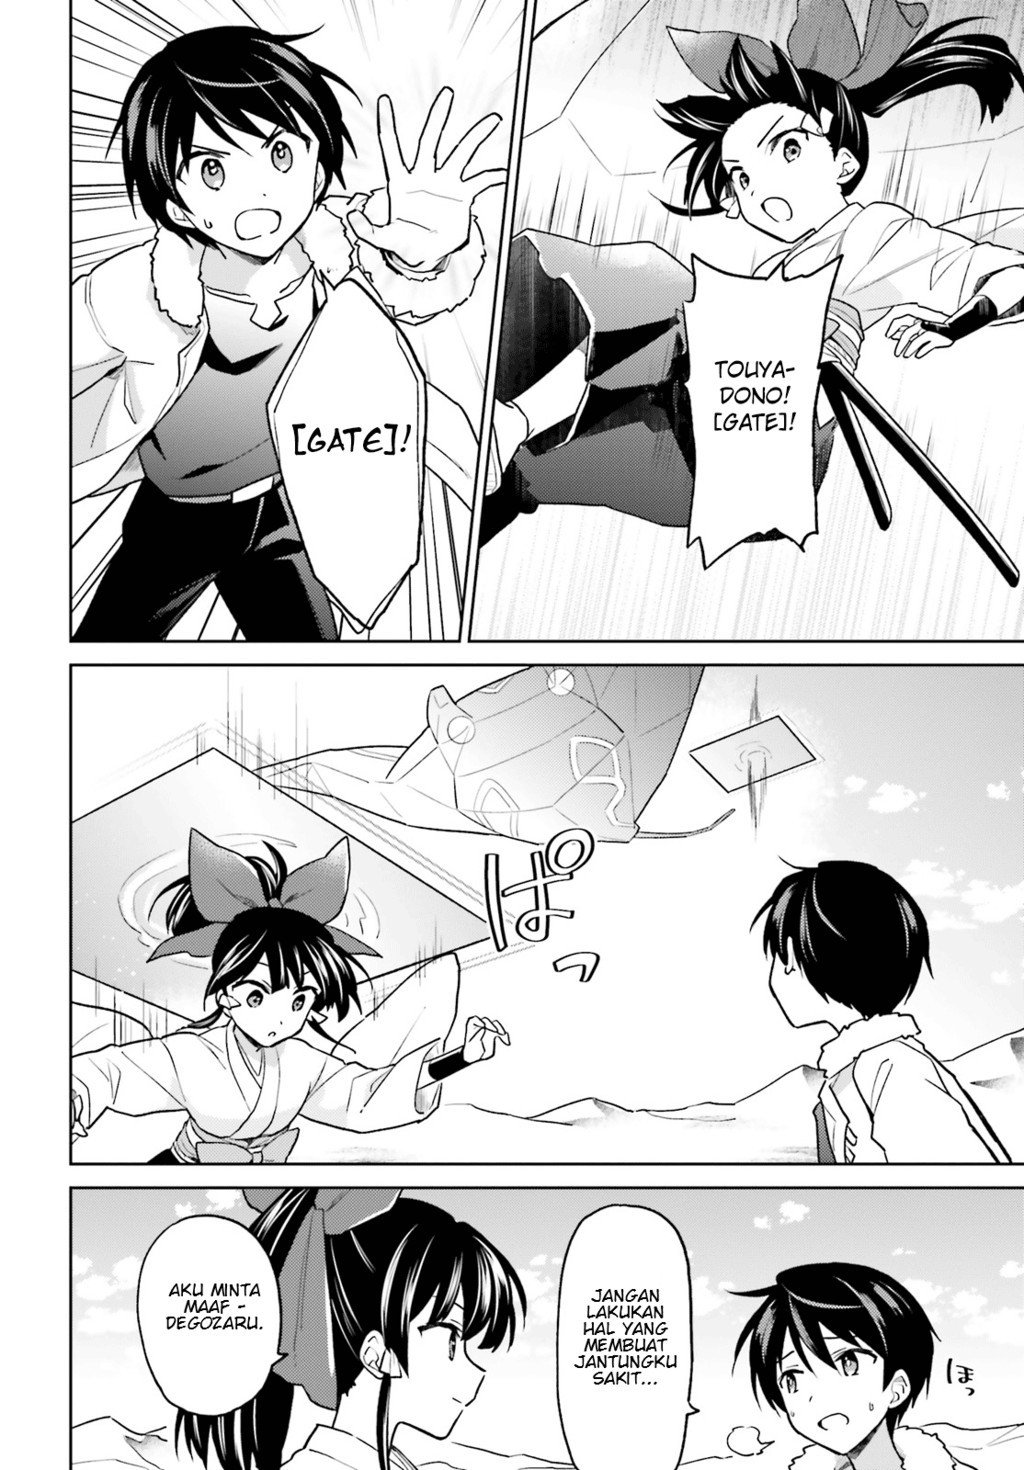 TOUYA-
DONO!
[GATE]!
[GATE]!
ぱっ
JANGAN
LAKUKAN
HAL YANG
MEMBUAT
JANTUNGKU
SAKIT...
ほっ
AKU MINTA
MAAF -
DEGOZARU.